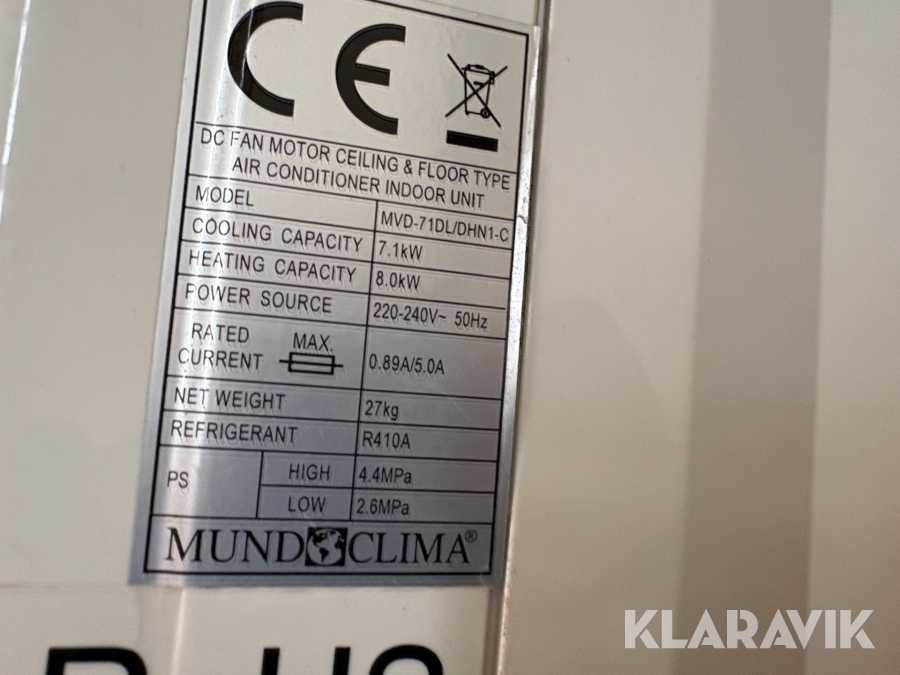 CE
DC FAN MOTOR CEILING & FLOOR TYPE
AIR CONDITIONER INDOOR UNIT
MODEL MVD-71DL/DHN1-C
COOLING CAPACITY 7.1kW
HEATING CAPACITY 8.0kW
POWER SOURCE 220-240V~ 50Hz
RATED CURRENT MAX. 0.89A/5.0A
NET WEIGHT 27kg
REFRIGERANT R410A
PS HIGH 4.4MPa
LOW 2.6MPa
MUNDOCLIMA®
KLARAVIK